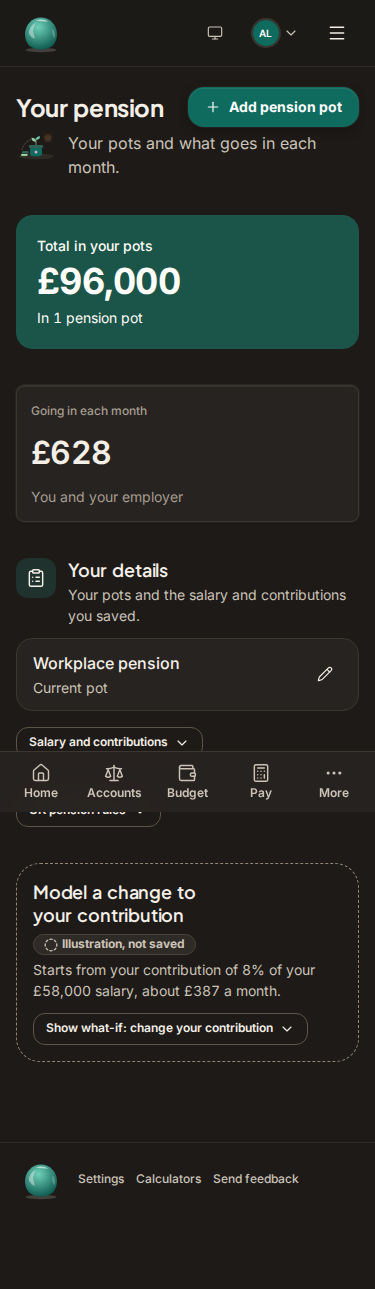 AL
Your pension
Add pension pot
Your pots and what goes in each
month.
Total in your pots
£96,000
In 1 pension pot
Going in each month
£628
You and your employer
Your details
Your pots and the salary and contributions
you saved.
Workplace pension
Current pot
Salary and contributions
Home
Accounts
Budget
Pay
More
UK pension rules
Model a change to
your contribution
Illustration, not saved
Starts from your contribution of 8% of your
£58,000 salary, about £387 a month.
Show what-if: change your contribution
Settings
Calculators
Send feedback